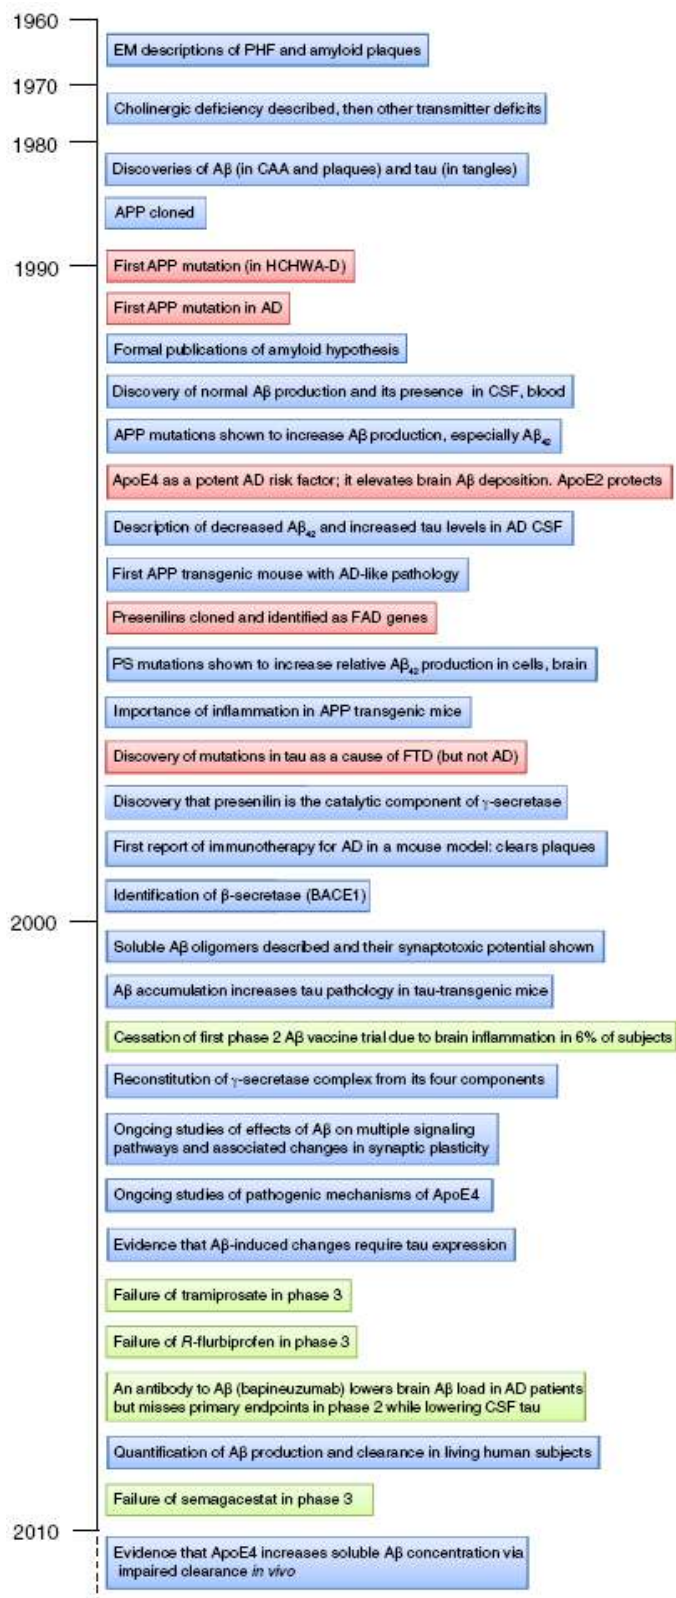 1960
EM descriptions of PHF and amyloid plaques
1970
Cholinergic deficiency described, then other transmitter deficits
1980
Discoveries of Aβ (in CAA and plaques) and tau (in tangles)
APP cloned
1990
First APP mutation (in HCHWA-D)
First APP mutation in AD
Formal publications of amyloid hypothesis
Discovery of normal Aβ production and its presence in CSF, blood
APP mutations shown to increase Aβ production, especially Aβ₄₂
ApoE4 as a potent AD risk factor; it elevates brain Aβ deposition. ApoE2 protects
Description of decreased Aβ₄₂ and increased tau levels in AD CSF
First APP transgenic mouse with AD-like pathology
Presenilins cloned and identified as FAD genes
PS mutations shown to increase relative Aβ₄₂ production in cells, brain
Importance of inflammation in APP transgenic mice
Discovery of mutations in tau as a cause of FTD (but not AD)
Discovery that presenilin is the catalytic component of γ-secretase
First report of immunotherapy for AD in a mouse model: clears plaques
Identification of β-secretase (BACE1)
2000
Soluble Aβ oligomers described and their synaptotoxic potential shown
Aβ accumulation increases tau pathology in tau-transgenic mice
Cessation of first phase 2 Aβ vaccine trial due to brain inflammation in 6% of subjects
Reconstitution of γ-secretase complex from its four components
Ongoing studies of effects of Aβ on multiple signaling
pathways and associated changes in synaptic plasticity
Ongoing studies of pathogenic mechanisms of ApoE4
Evidence that Aβ-induced changes require tau expression
Failure of tramiprosate in phase 3
Failure of R-flurbiprofen in phase 3
An antibody to Aβ (bapineuzumab) lowers brain Aβ load in AD patients
but misses primary endpoints in phase 2 while lowering CSF tau
Quantification of Aβ production and clearance in living human subjects
Failure of semagacestat in phase 3
2010
Evidence that ApoE4 increases soluble Aβ concentration via
impaired clearance in vivo